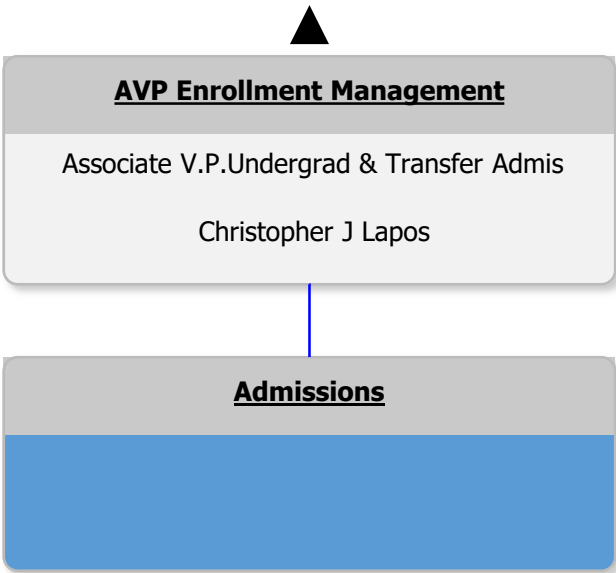 AVP Enrollment Management
Associate V.P.Undergrad & Transfer Admis
Christopher J Lapos
Admissions